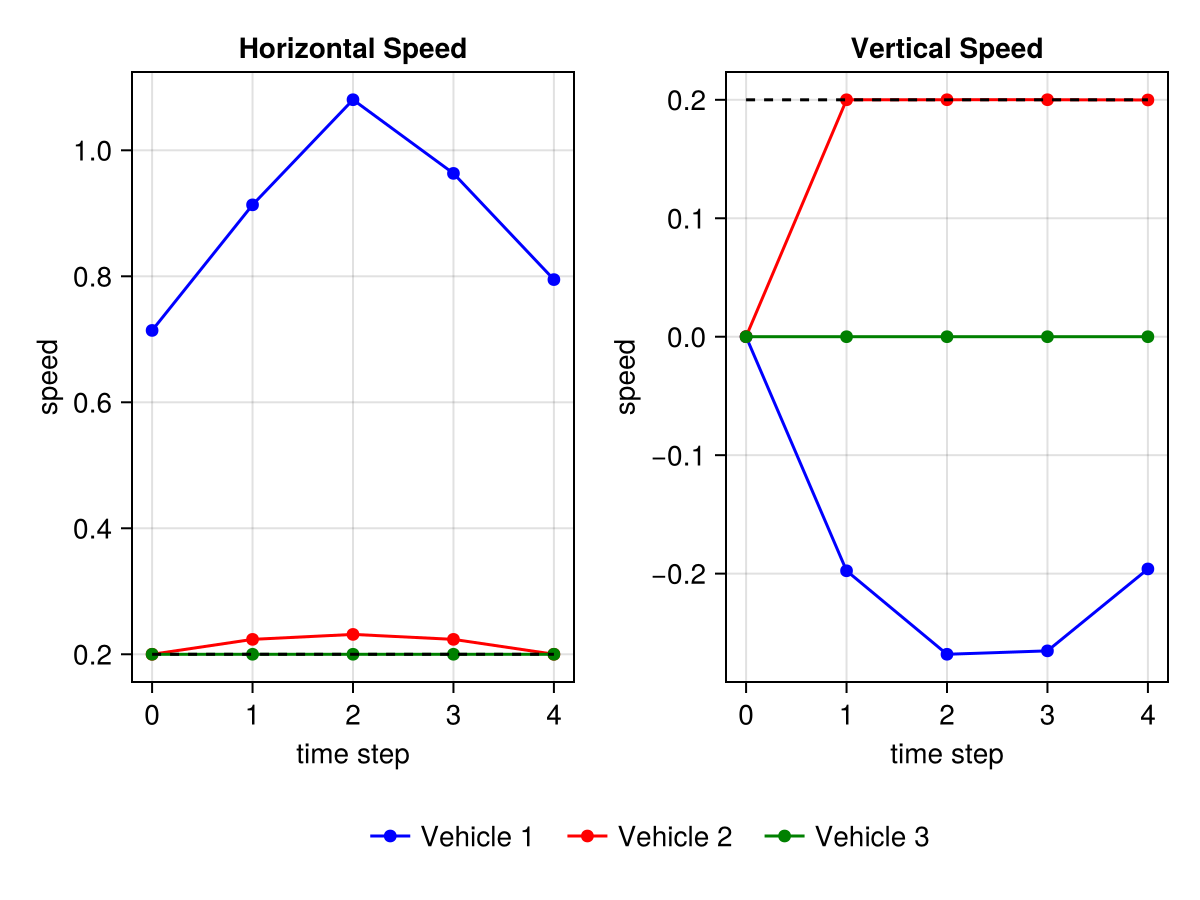 Horizontal Speed
1.0
0.8
0.6
0.4
0.2
speed
0 1 2 3 4
time step
Vertical Speed
0.2
0.1
0.0
−0.1
−0.2
speed
0 1 2 3 4
time step
Vehicle 1 Vehicle 2 Vehicle 3